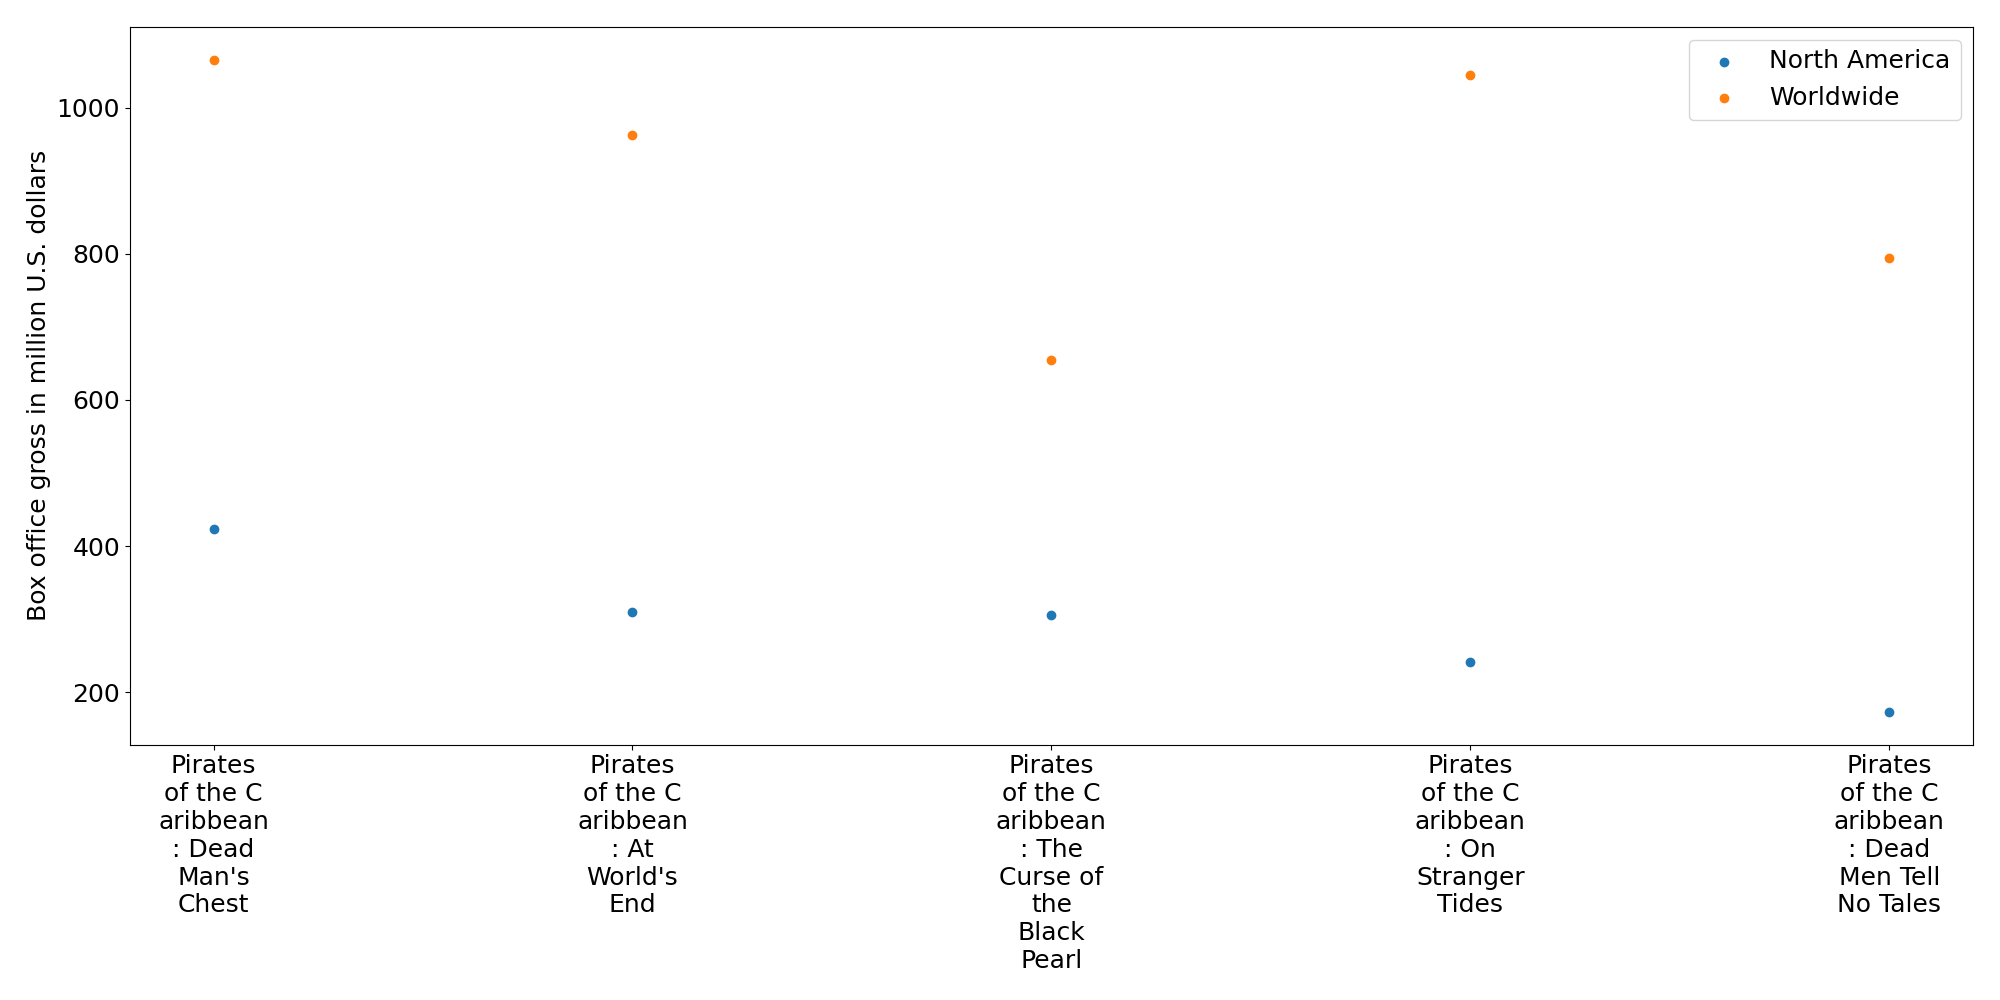 North America
Worldwide
Box office gross in million U.S. dollars
1000
800
600
400
200
Pirates
of the C
aribbean
: Dead
Man's
Chest
Pirates
of the C
aribbean
: At
World's
End
Pirates
of the C
aribbean
: The
Curse of
the
Black
Pearl
Pirates
of the C
aribbean
: On
Stranger
Tides
Pirates
of the C
aribbean
: Dead
Men Tell
No Tales